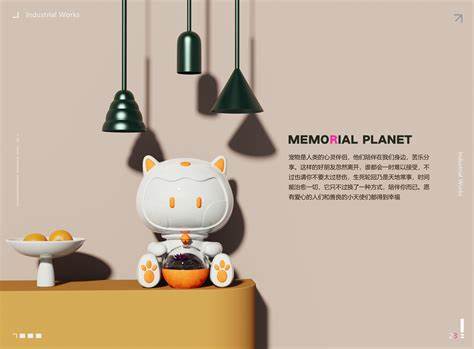 Industrial Works
MEMORIAL PLANET
宠物是人类的心灵伴侣，他们陪伴在我们身边，苦乐分
享。这样的好朋友忽然离开，谁都会一时难以接受，不
过也请你不要太过悲伤，生死轮回乃是天地常事，时间
能治愈一切，它只不过换了一种方式，陪伴你而已。愿
有爱心的人们和善良的小天使们都得到幸福
Industrial Works